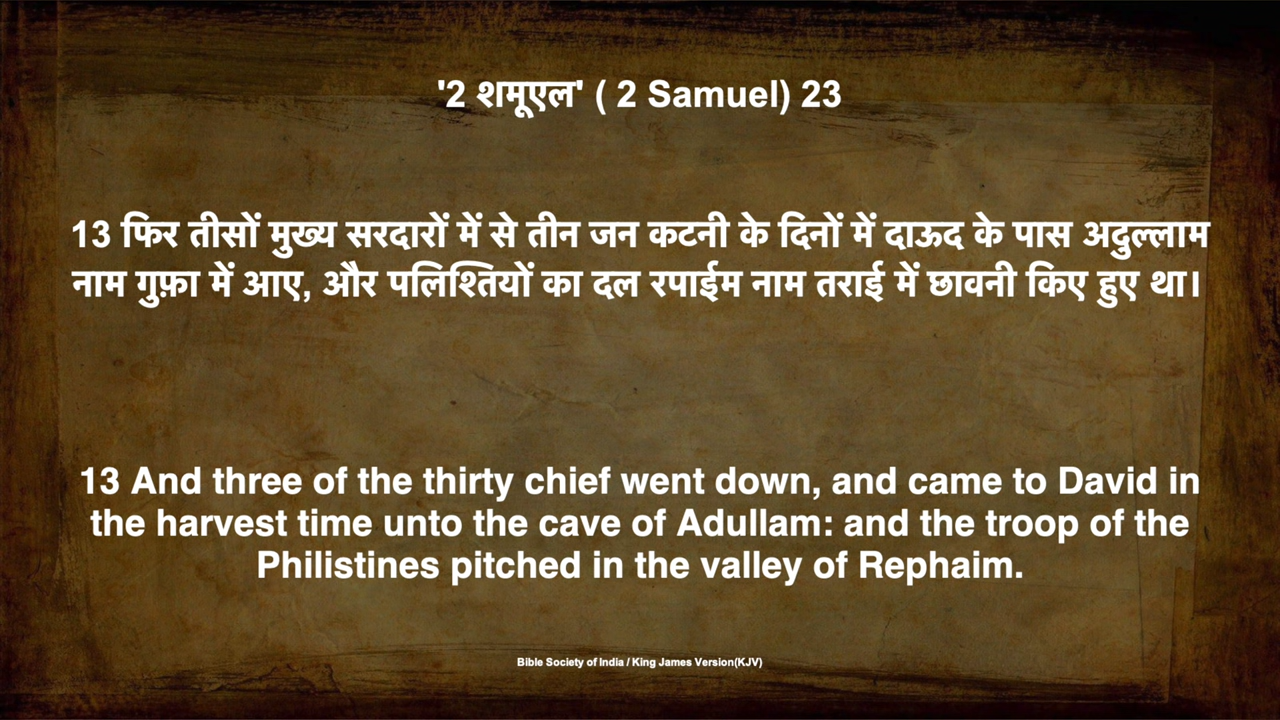 '2 शमूएल' ( 2 Samuel) 23
13 फिर तीसों मुख्य सरदारों में से तीन जन कटनी के दिनों में दाऊद के पास अदुल्लाम
नाम गुफ़ा में आए, और पलिश्तियों का दल रपाईम नाम तराई में छावनी किए हुए था।
13 And three of the thirty chief went down, and came to David in
the harvest time unto the cave of Adullam: and the troop of the
Philistines pitched in the valley of Rephaim.
Bible Society of India / King James Version(KJV)